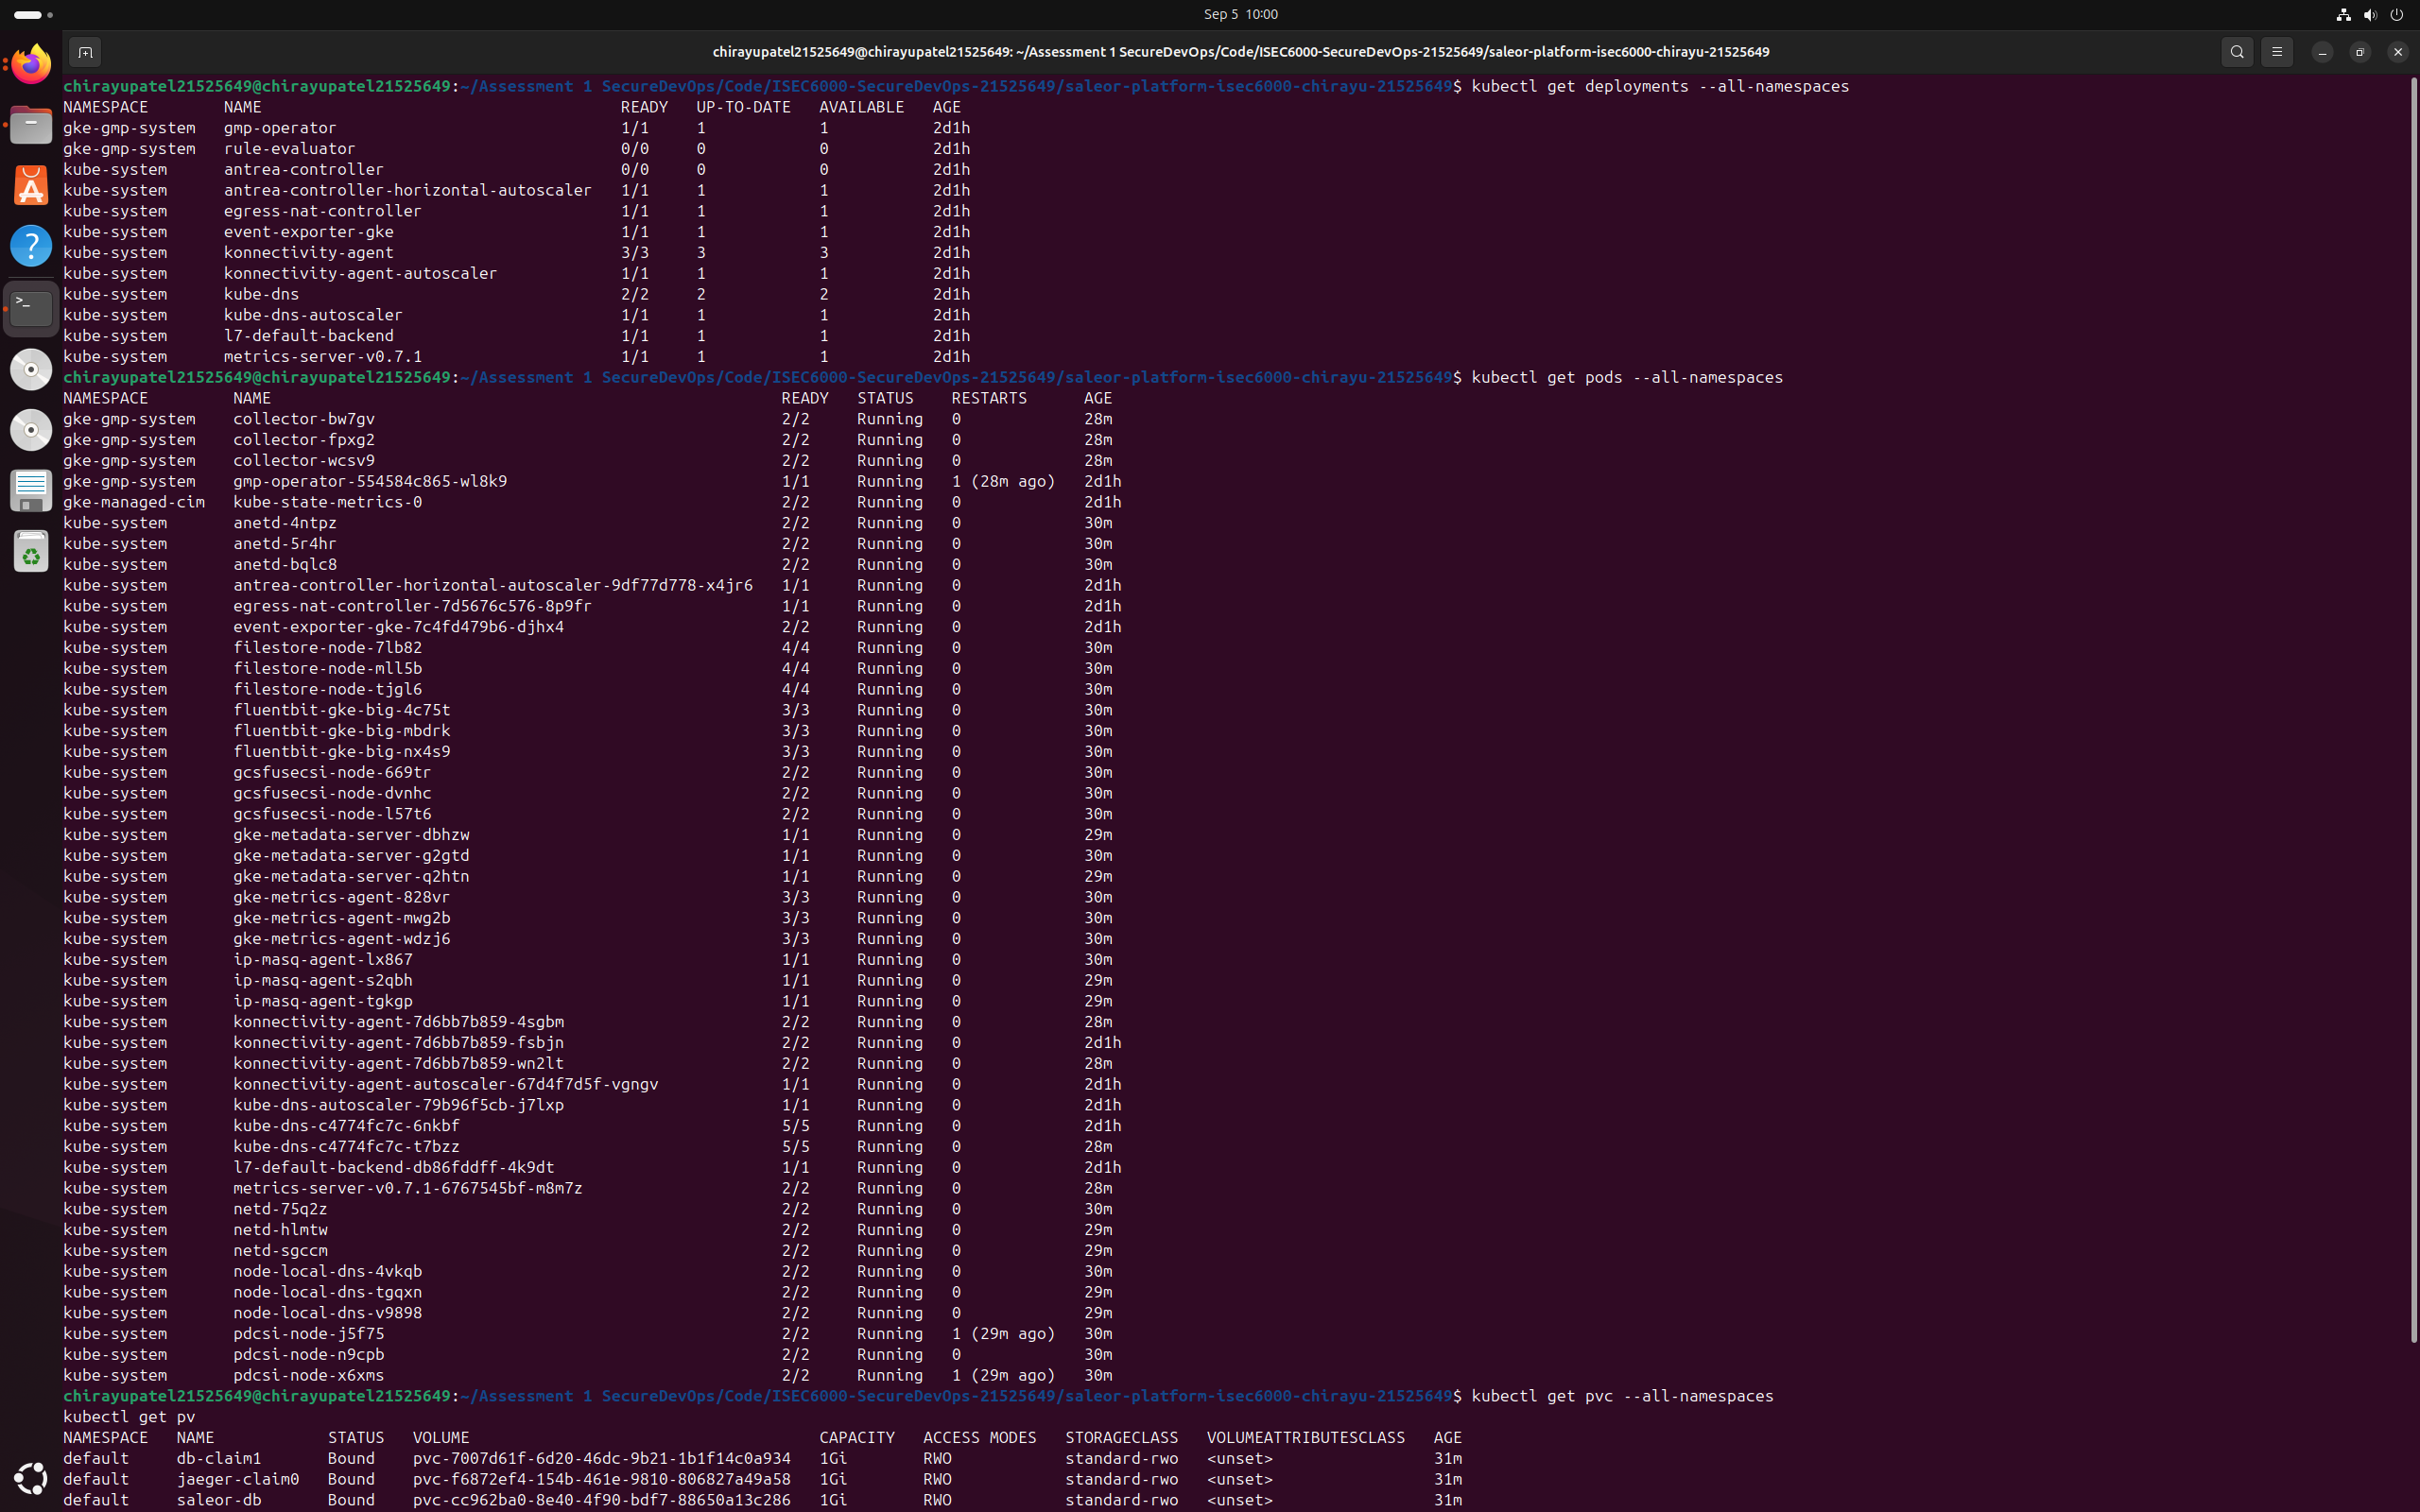 Sep 5 10:00
chirayupatel21525649@chirayupatel21525649: ~/Assessment 1 SecureDevOps/Code/ISEC6000-SecureDevOps-21525649/saleor-platform-isec6000-chirayu-21525649
chirayupatel21525649@chirayupatel21525649:~/Assessment 1 SecureDevOps/Code/ISEC6000-SecureDevOps-21525649/saleor-platform-isec6000-chirayu-21525649$ kubectl get deployments --all-namespaces
NAMESPACE NAME READY UP-TO-DATE AVAILABLE AGE
gke-gmp-system gmp-operator 1/1 1 1 2d1h
gke-gmp-system rule-evaluator 0/0 0 0 2d1h
kube-system antrea-controller 0/0 0 0 2d1h
kube-system antrea-controller-horizontal-autoscaler 1/1 1 1 2d1h
kube-system egress-nat-controller 1/1 1 1 2d1h
kube-system event-exporter-gke 1/1 1 1 2d1h
kube-system konnectivity-agent 3/3 3 3 2d1h
kube-system konnectivity-agent-autoscaler 1/1 1 1 2d1h
kube-system kube-dns 2/2 2 2 2d1h
kube-system kube-dns-autoscaler 1/1 1 1 2d1h
kube-system l7-default-backend 1/1 1 1 2d1h
kube-system metrics-server-v0.7.1 1/1 1 1 2d1h
chirayupatel21525649@chirayupatel21525649:~/Assessment 1 SecureDevOps/Code/ISEC6000-SecureDevOps-21525649/saleor-platform-isec6000-chirayu-21525649$ kubectl get pods --all-namespaces
NAMESPACE NAME READY STATUS RESTARTS AGE
gke-gmp-system collector-bw7gv 2/2 Running 0 28m
gke-gmp-system collector-fpxg2 2/2 Running 0 28m
gke-gmp-system collector-wcsv9 2/2 Running 0 28m
gke-gmp-system gmp-operator-554584c865-wl8k9 1/1 Running 1 (28m ago) 2d1h
gke-managed-cim kube-state-metrics-0 2/2 Running 0 2d1h
kube-system anetd-4ntpz 2/2 Running 0 30m
kube-system anetd-5r4hr 2/2 Running 0 30m
kube-system anetd-bqlc8 2/2 Running 0 30m
kube-system antrea-controller-horizontal-autoscaler-9df77d778-x4jr6 1/1 Running 0 2d1h
kube-system egress-nat-controller-7d5676c576-8p9fr 1/1 Running 0 2d1h
kube-system event-exporter-gke-7c4fd479b6-djhx4 2/2 Running 0 2d1h
kube-system filestore-node-7lb82 4/4 Running 0 30m
kube-system filestore-node-mll5b 4/4 Running 0 30m
kube-system filestore-node-tjgl6 4/4 Running 0 30m
kube-system fluentbit-gke-big-4c75t 3/3 Running 0 30m
kube-system fluentbit-gke-big-mbdrk 3/3 Running 0 30m
kube-system fluentbit-gke-big-nx4s9 3/3 Running 0 30m
kube-system gcsfusecsi-node-669tr 2/2 Running 0 30m
kube-system gcsfusecsi-node-dvnhc 2/2 Running 0 30m
kube-system gcsfusecsi-node-l57t6 2/2 Running 0 30m
kube-system gke-metadata-server-dbhzw 1/1 Running 0 29m
kube-system gke-metadata-server-g2gtd 1/1 Running 0 30m
kube-system gke-metadata-server-q2htn 1/1 Running 0 29m
kube-system gke-metrics-agent-828vr 3/3 Running 0 30m
kube-system gke-metrics-agent-mwg2b 3/3 Running 0 30m
kube-system gke-metrics-agent-wdzj6 3/3 Running 0 30m
kube-system ip-masq-agent-lx867 1/1 Running 0 30m
kube-system ip-masq-agent-s2qbh 1/1 Running 0 29m
kube-system ip-masq-agent-tgkgp 1/1 Running 0 29m
kube-system konnectivity-agent-7d6bb7b859-4sgbm 2/2 Running 0 28m
kube-system konnectivity-agent-7d6bb7b859-fsbjn 2/2 Running 0 2d1h
kube-system konnectivity-agent-7d6bb7b859-wn2lt 2/2 Running 0 28m
kube-system konnectivity-agent-autoscaler-67d4f7d5f-vgngv 1/1 Running 0 2d1h
kube-system kube-dns-autoscaler-79b96f5cb-j7lxp 1/1 Running 0 2d1h
kube-system kube-dns-c4774fc7c-6nkbf 5/5 Running 0 2d1h
kube-system kube-dns-c4774fc7c-t7bzz 5/5 Running 0 28m
kube-system l7-default-backend-db86fddff-4k9dt 1/1 Running 0 2d1h
kube-system metrics-server-v0.7.1-6767545bf-m8m7z 2/2 Running 0 28m
kube-system netd-75q2z 2/2 Running 0 30m
kube-system netd-hlmtw 2/2 Running 0 29m
kube-system netd-sgccm 2/2 Running 0 29m
kube-system node-local-dns-4vkqb 2/2 Running 0 30m
kube-system node-local-dns-tgqxn 2/2 Running 0 29m
kube-system node-local-dns-v9898 2/2 Running 0 29m
kube-system pdcsi-node-j5f75 2/2 Running 1 (29m ago) 30m
kube-system pdcsi-node-n9cpb 2/2 Running 0 30m
kube-system pdcsi-node-x6xms 2/2 Running 1 (29m ago) 30m
chirayupatel21525649@chirayupatel21525649:~/Assessment 1 SecureDevOps/Code/ISEC6000-SecureDevOps-21525649/saleor-platform-isec6000-chirayu-21525649$ kubectl get pvc --all-namespaces
kubectl get pv
NAMESPACE NAME STATUS VOLUME CAPACITY ACCESS MODES STORAGECLASS VOLUMEATTRIBUTESCLASS AGE
default db-claim1 Bound pvc-7007d61f-6d20-46dc-9b21-1b1f14c0a934 1Gi RWO standard-rwo <unset> 31m
default jaeger-claim0 Bound pvc-f6872ef4-154b-461e-9810-806827a49a58 1Gi RWO standard-rwo <unset> 31m
default saleor-db Bound pvc-cc962ba0-8e40-4f90-bdf7-88650a13c286 1Gi RWO standard-rwo <unset> 31m